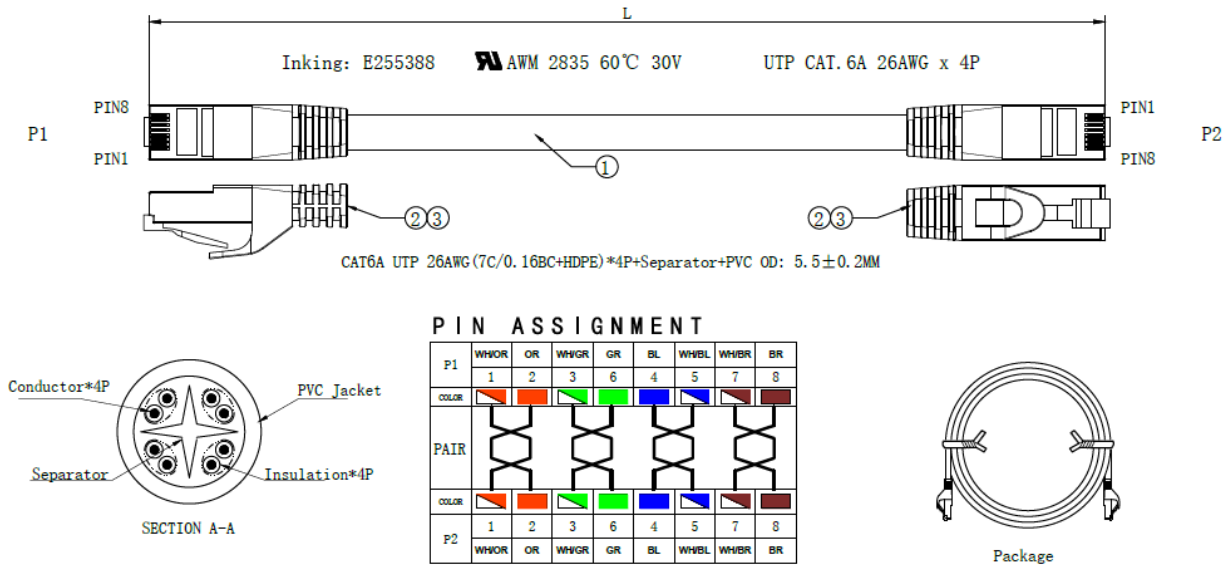 L
Inking: E255388 RU AWM 2835 60℃ 30V UTP CAT.6A 26AWG x 4P
PIN8 PIN1
P1 P2
PIN1 PIN8
①
②③ ②③
CAT6A UTP 26AWG(7C/0.16BC+HDPE)*4P+Separator+PVC OD: 5.5±0.2MM
PIN ASSIGNMENT
P1 WH/OR OR WH/GR GR BL WH/BL WH/BR BR
1 2 3 6 4 5 7 8
COLOR
PAIR
COLOR
P2 1 2 3 6 4 5 7 8
WH/OR OR WH/GR GR BL WH/BL WH/BR BR
Conductor*4P
PVC Jacket
Separator
Insulation*4P
SECTION A-A
Package